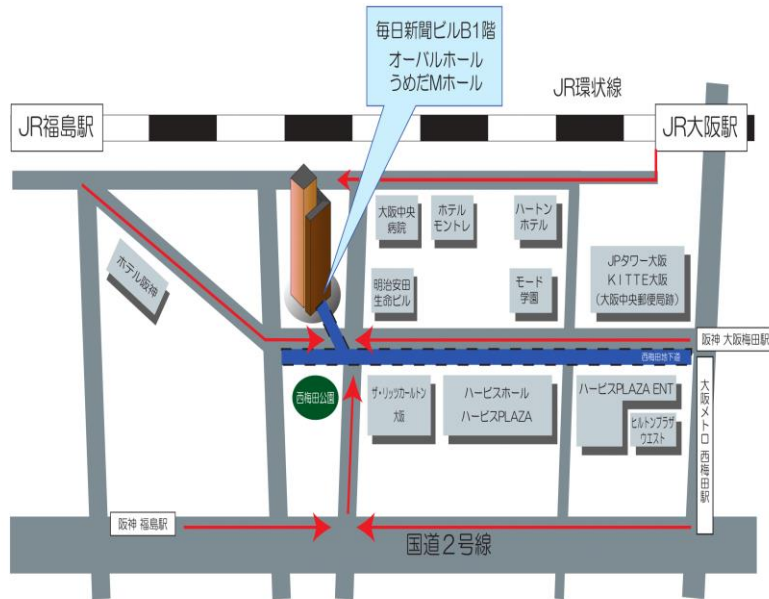 毎日新聞ビルB1階
オーバルホール
うめだMホール
JR環状線
JR福島駅
JR大阪駅
大阪中央
病院
ホテル
モントレ
ハートン
ホテル
ホテル阪神
明治安田
生命ビル
モード
学園
JPタワー大阪
KITTE大阪
（大阪中央郵便局跡）
阪神 大阪梅田駅
西梅田地下道
西梅田公園
ザ・リッツカールトン
大阪
ハービスホール
ハービスPLAZA
ハービスPLAZA ENT
ヒルトンプラザ
ウエスト
大阪メトロ 西梅田駅
阪神 福島駅
国道2号線